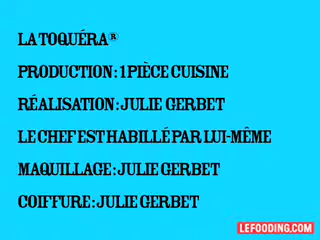 LA TOQUÉRA®
PRODUCTION : 1 PIÈCE CUISINE
RÉALISATION : JULIE GERBET
LE CHEF EST HABILLÉ PAR LUI-MÊME
MAQUILLAGE : JULIE GERBET
COIFFURE : JULIE GERBET
LEFOODING.COM